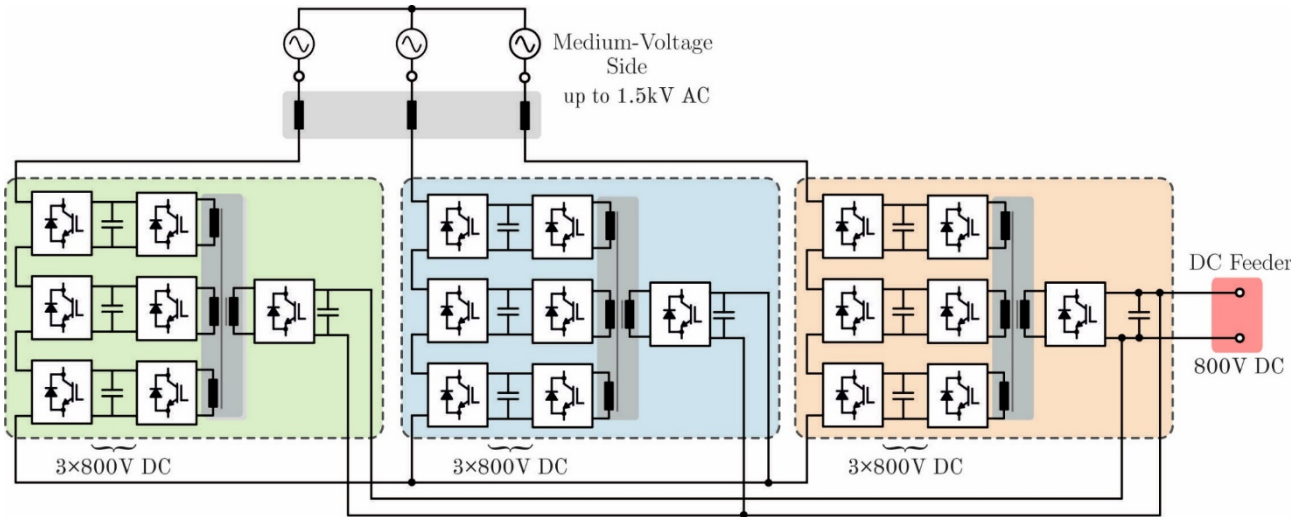 Medium-Voltage
Side
up to 1.5kV AC
DC Feeder
800V DC
3×800V DC
3×800V DC
3×800V DC